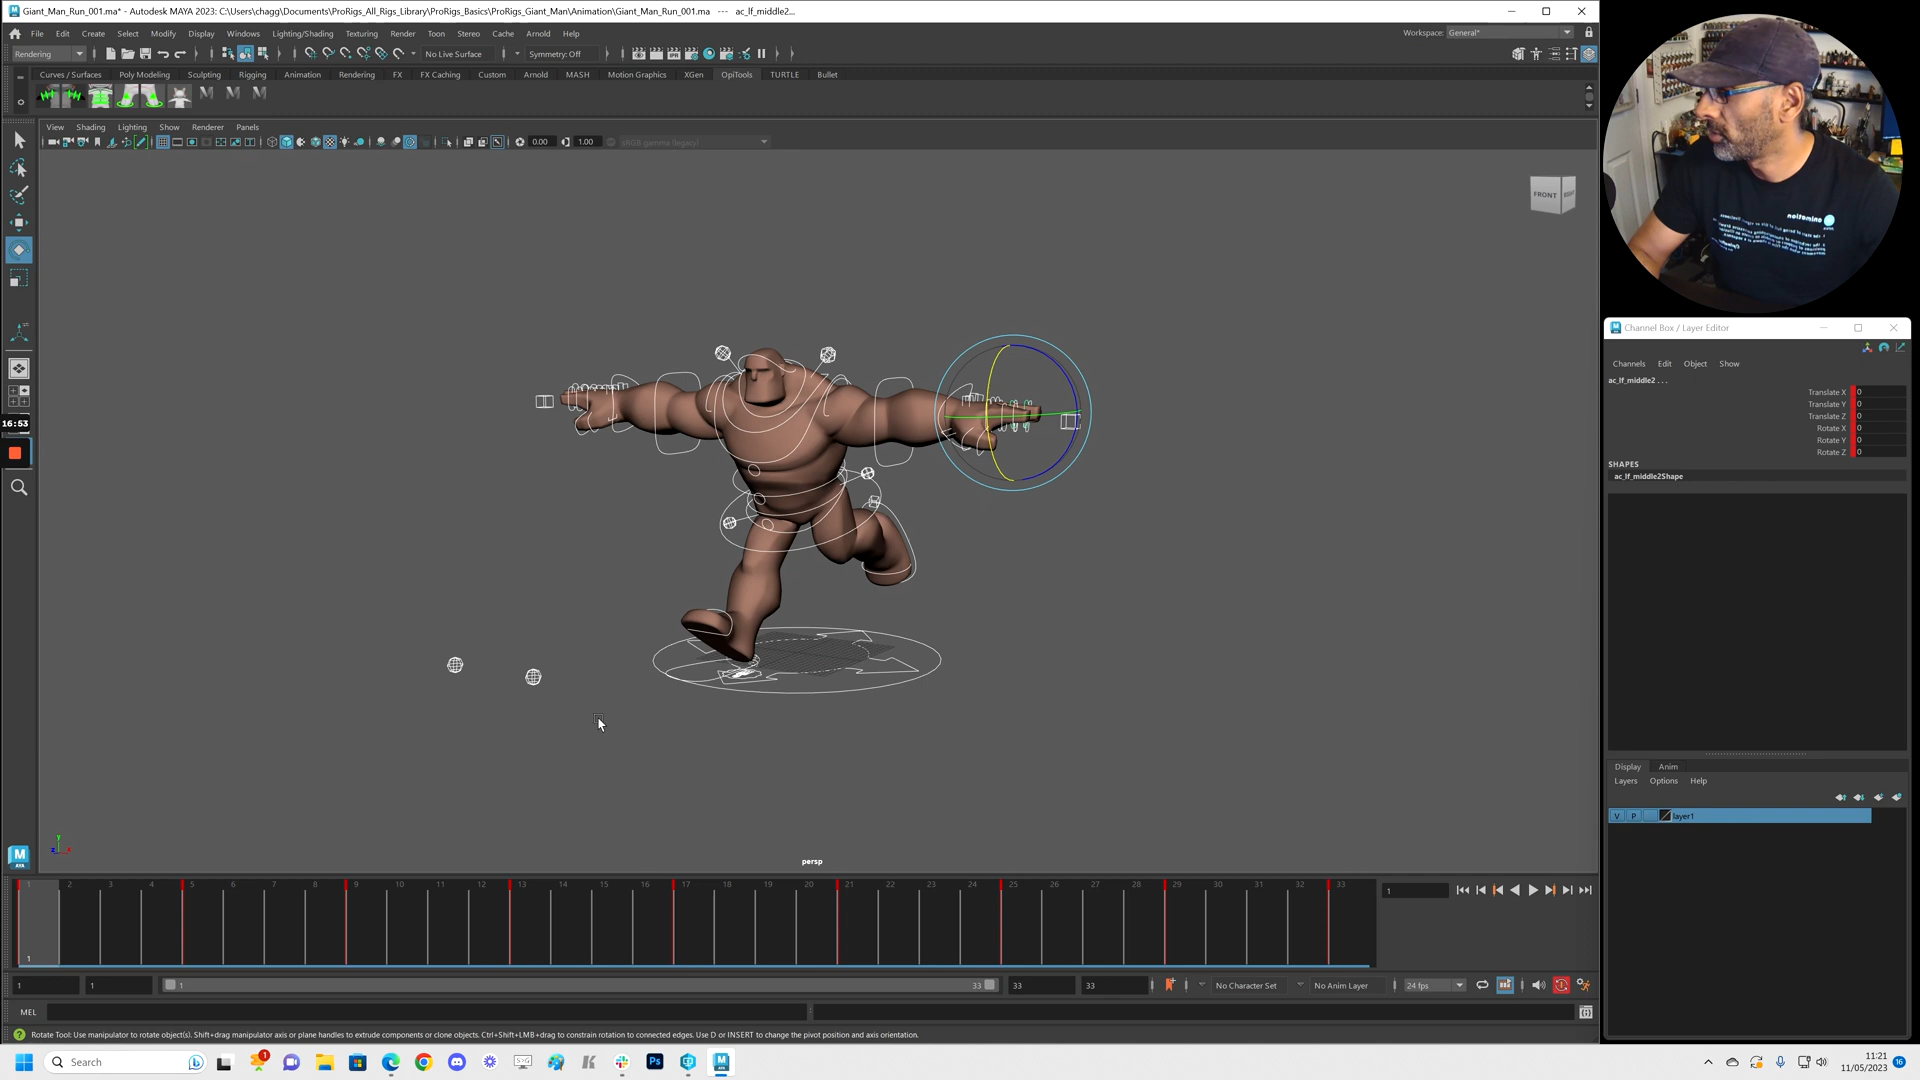 Giant_Man_Run_001.ma* - Autodesk MAYA 2023: C:\Users\chagg\Documents\ProRigs_All_Rigs_Library\ProRigs_Basics\ProRigs_Giant_Man\Animation\Giant_Man_Run_001.ma --- ac_lf_middle2...
File Edit Create Select Modify Display Windows Lighting/Shading Texturing Render Toon Stereo Cache Arnold Help
Workspace: General*
Rendering
No Live Surface
Symmetry: Off
Curves / Surfaces Poly Modeling Sculpting Rigging Animation Rendering FX FX Caching Custom Arnold MASH Motion Graphics XGen OpiTools TURTLE Bullet
View Shading Lighting Show Renderer Panels
0.00 1.00 sRGB gamma (legacy)
FRONT RIGHT
16:53
persp
Channel Box / Layer Editor
Channels Edit Object Show
ac_lf_middle2 . . .
Translate X 0
Translate Y 0
Translate Z 0
Rotate X 0
Rotate Y 0
Rotate Z 0
SHAPES
ac_lf_middle2Shape
Display Anim
Layers Options Help
V P layer1
1 2 3 4 5 6 7 8 9 10 11 12 13 14 15 16 17 18 19 20 21 22 23 24 25 26 27 28 29 30 31 32 33
1
1
1 1 1 33 33 33 No Character Set No Anim Layer 24 fps
MEL
Rotate Tool: Use manipulator to rotate object(s). Shift+drag manipulator axis or plane handles to extrude components or clone objects. Ctrl+Shift+LMB+drag to constrain rotation to connected edges. Use D or INSERT to change the pivot position and axis orientation.
Search
1
Ps
11:21
11/05/2023
16